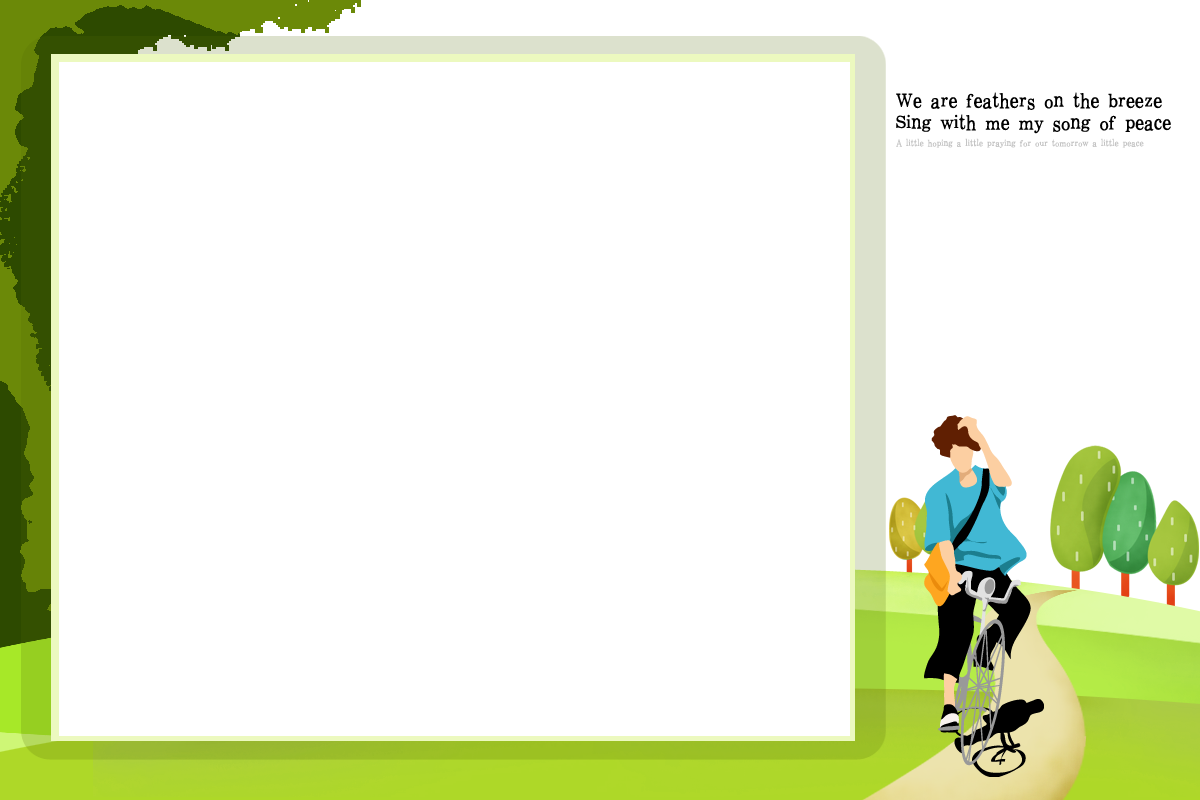 We are feathers on the breeze
Sing with me my song of peace
A little hoping a little praying for our tomorrow a little peace